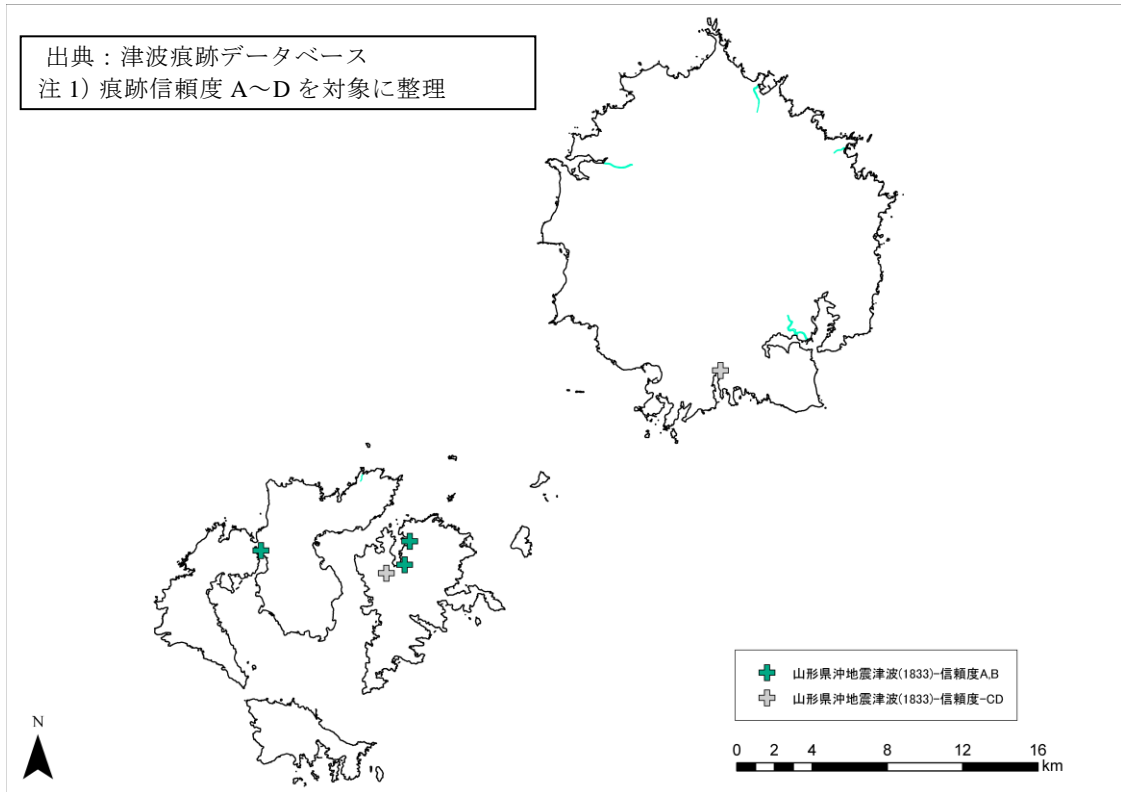 出典：津波痕跡データベース
注 1) 痕跡信頼度 A～D を対象に整理
山形県沖地震津波(1833)-信頼度A,B
山形県沖地震津波(1833)-信頼度-CD
N
0 2 4 8 12 16
km